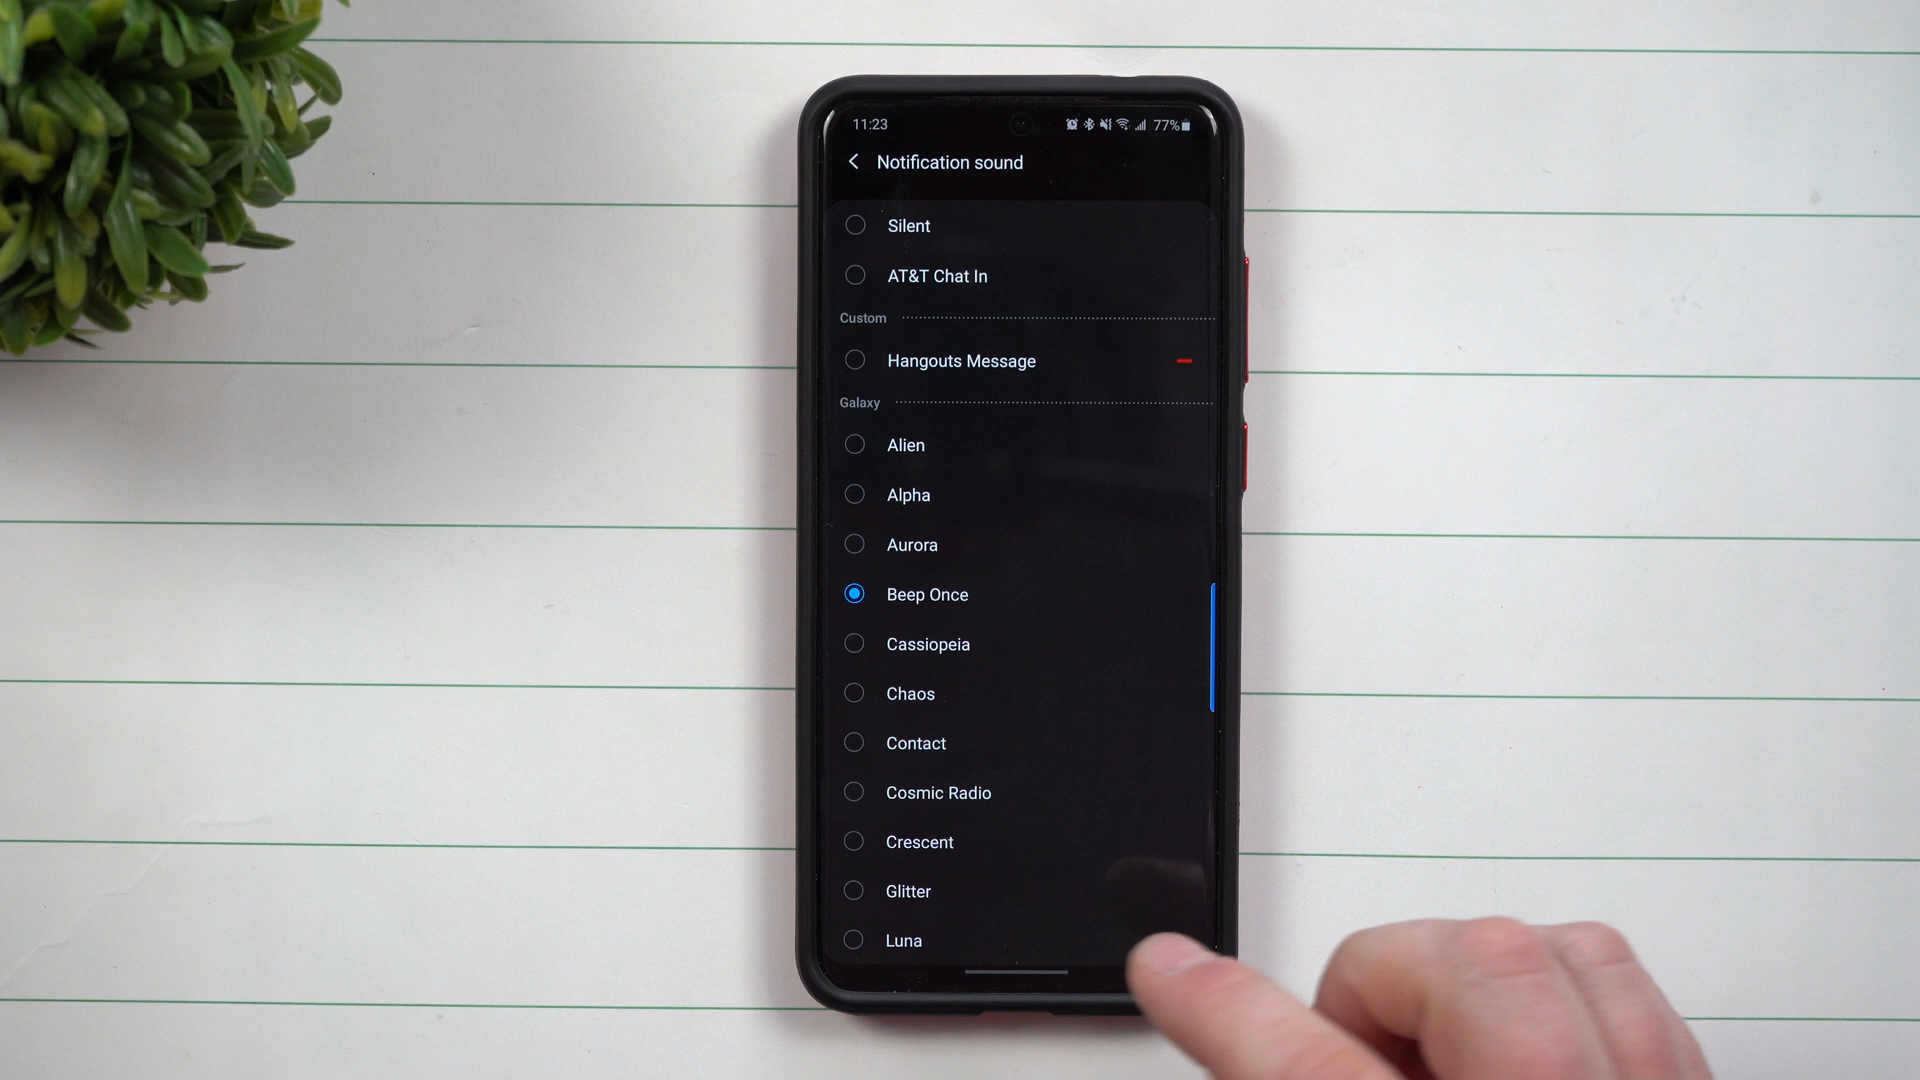 11:23 77%
Notification sound
Silent
AT&T Chat In
Custom
Hangouts Message
Galaxy
Alien
Alpha
Aurora
Beep Once
Cassiopeia
Chaos
Contact
Cosmic Radio
Crescent
Glitter
Luna